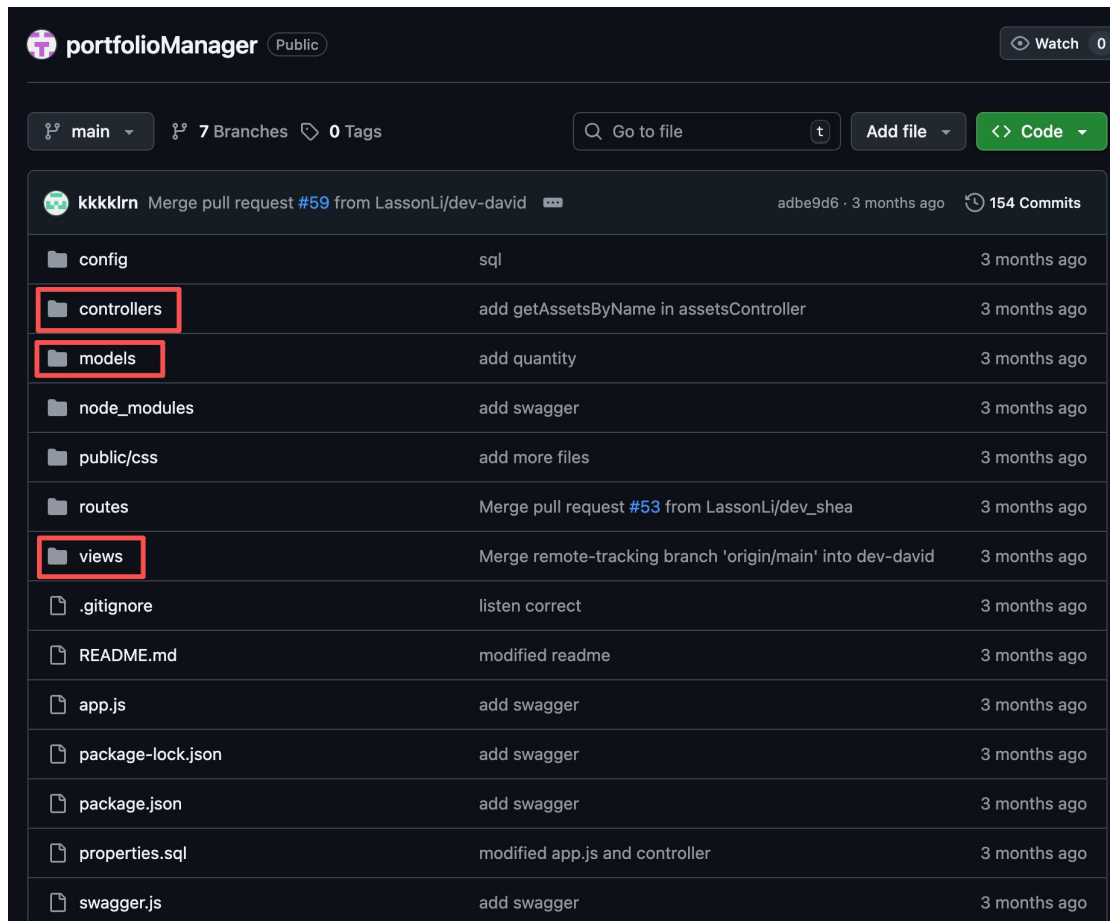 portfolioManager Public Watch 0
main 7 Branches 0 Tags Go to file t Add file <> Code
kkkklrn Merge pull request #59 from LassonLi/dev-david adbe9d6 · 3 months ago 154 Commits
config sql 3 months ago
controllers add getAssetsByName in assetsController 3 months ago
models add quantity 3 months ago
node_modules add swagger 3 months ago
public/css add more files 3 months ago
routes Merge pull request #53 from LassonLi/dev_shea 3 months ago
views Merge remote-tracking branch 'origin/main' into dev-david 3 months ago
.gitignore listen correct 3 months ago
README.md modified readme 3 months ago
app.js add swagger 3 months ago
package-lock.json add swagger 3 months ago
package.json add swagger 3 months ago
properties.sql modified app.js and controller 3 months ago
swagger.js add swagger 3 months ago